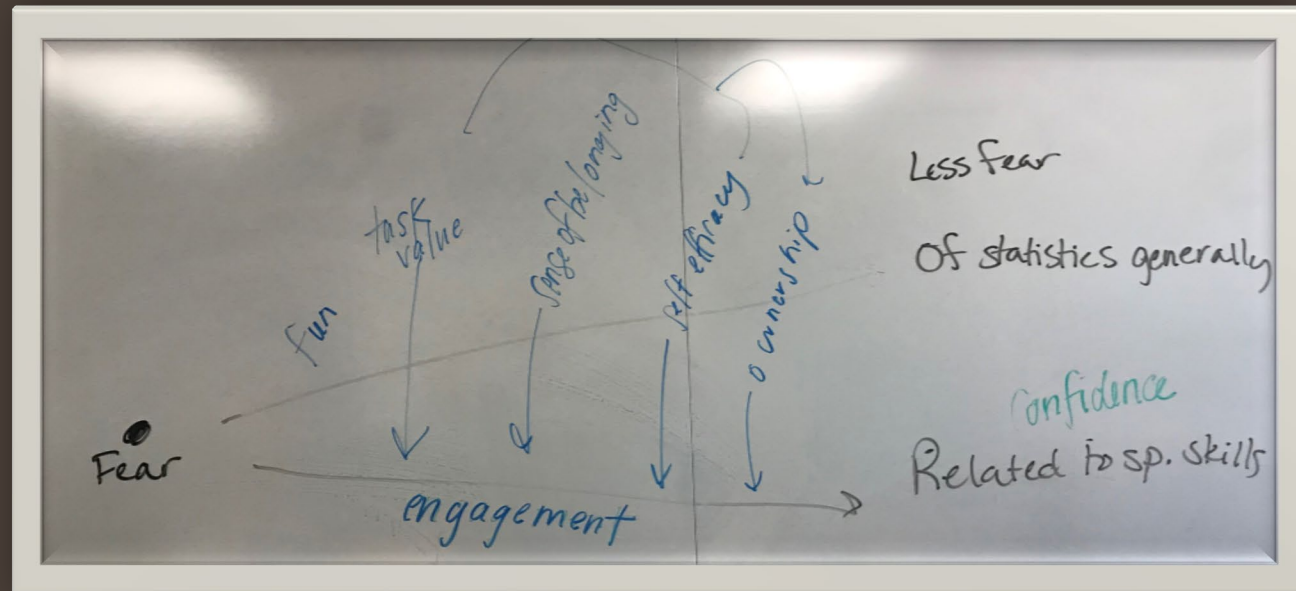 Less fear
Of statistics generally
task
value
sense of belonging
self efficacy
ownership
fun
Confidence
Fear
Related to sp. skills
engagement